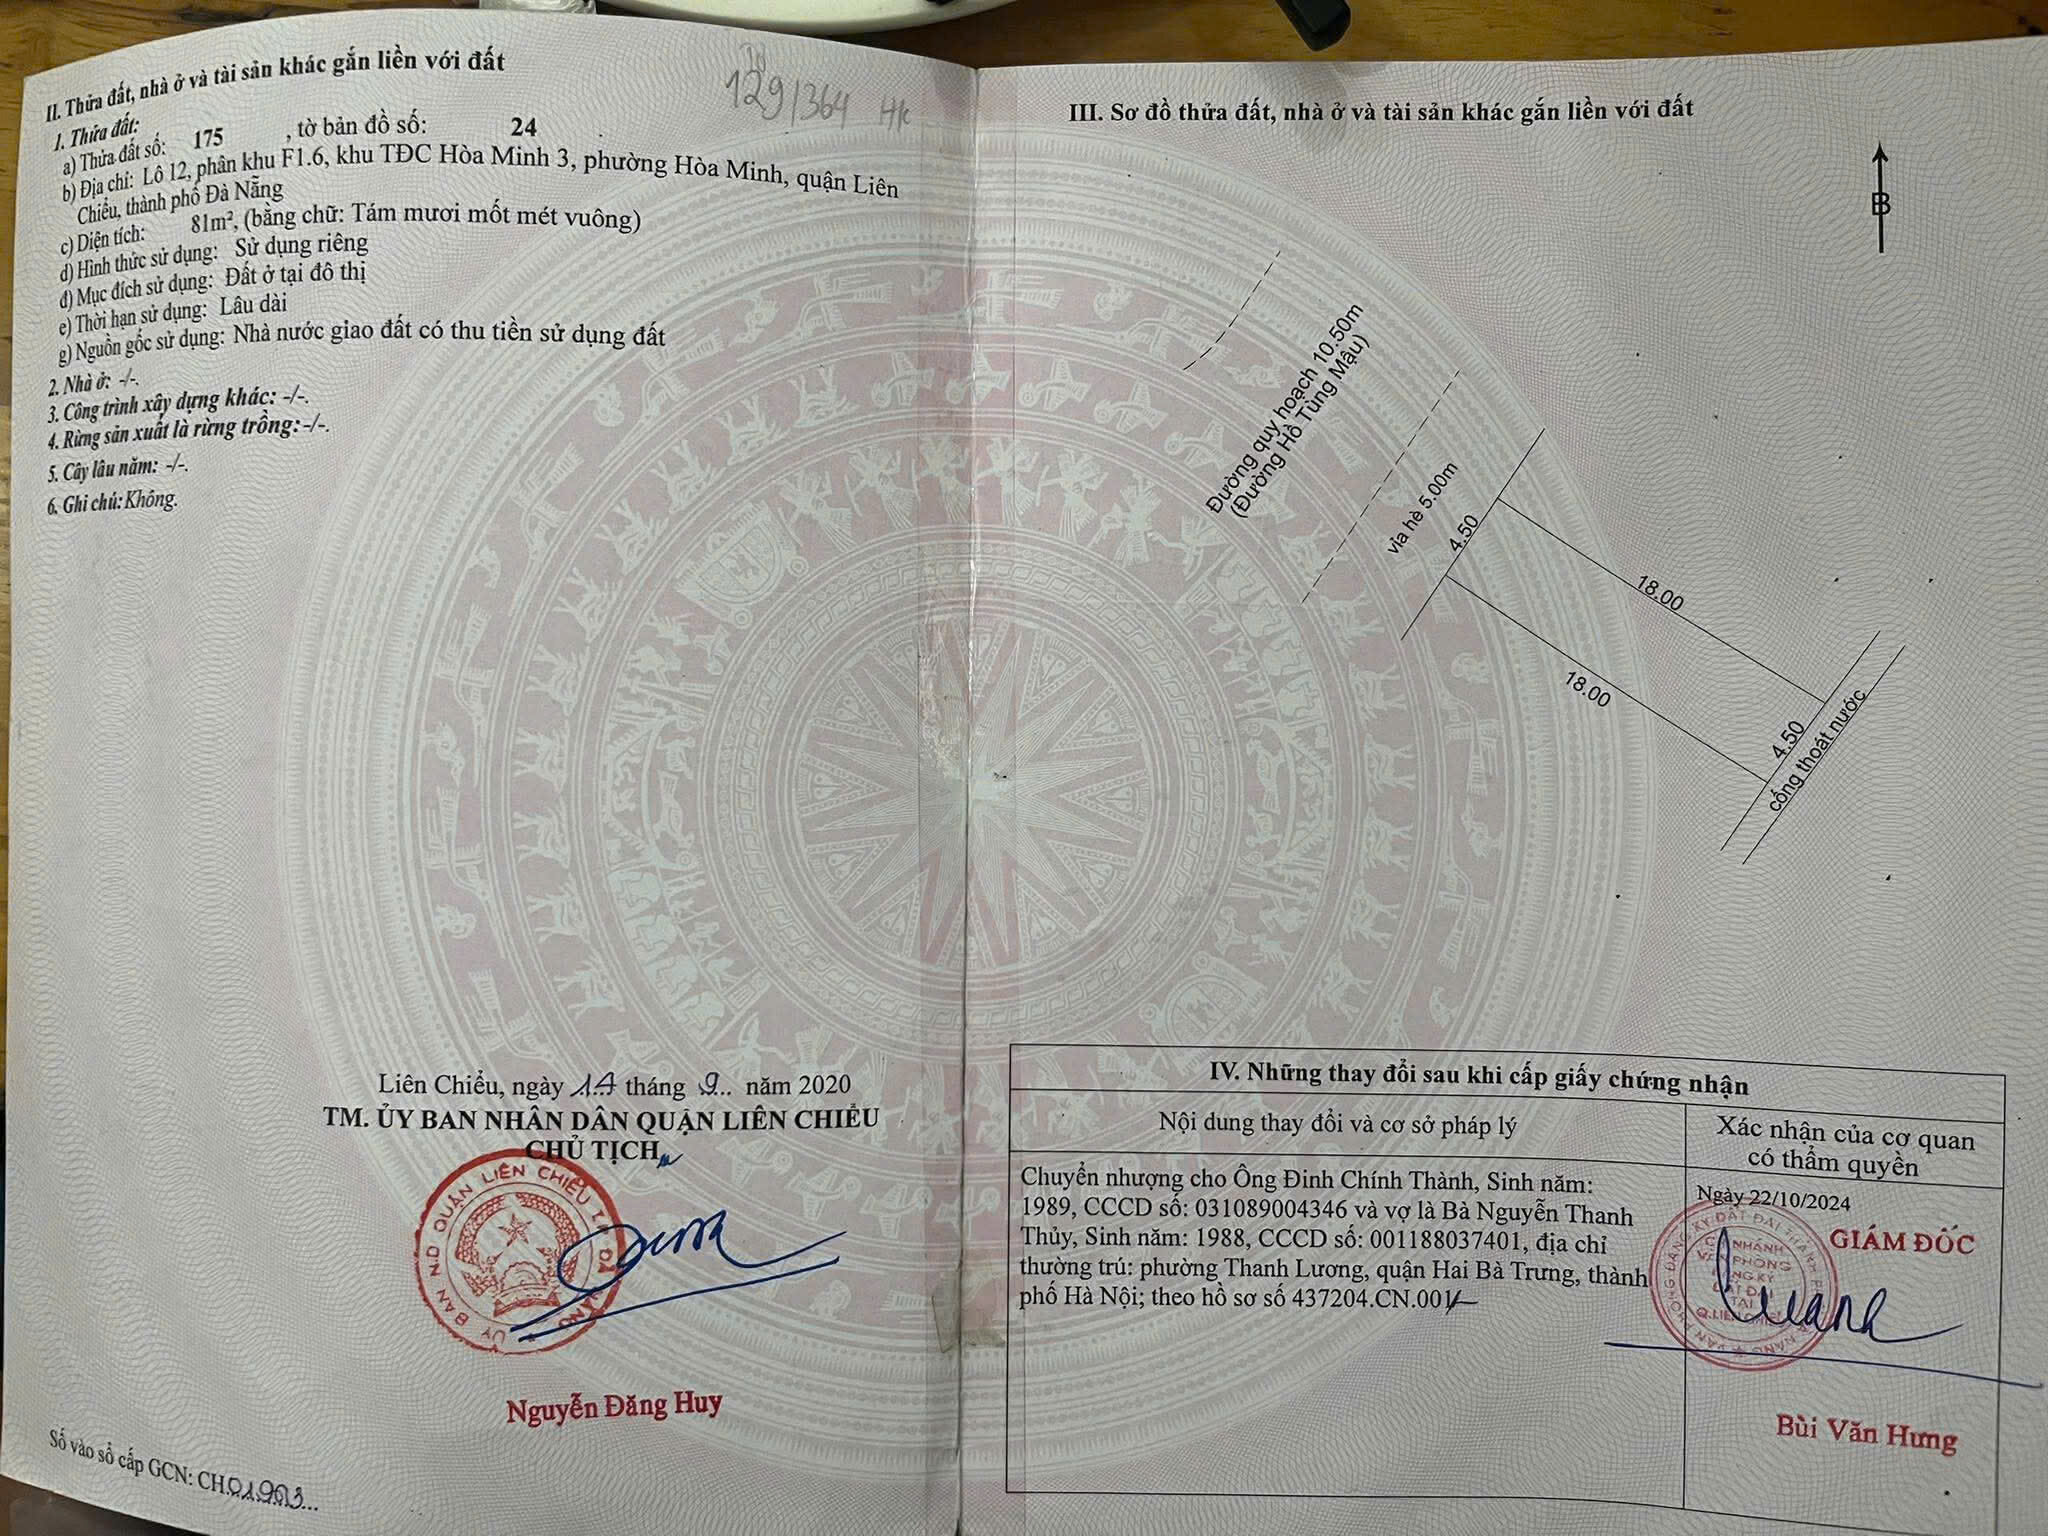 II. Thửa đất, nhà ở và tài sản khác gắn liền với đất
129/364 HK
1. Thửa đất:
a) Thửa đất số: 175 , tờ bản đồ số: 24
b) Địa chỉ: Lô 12, phân khu F1.6, khu TĐC Hòa Minh 3, phường Hòa Minh, quận Liên
Chiểu, thành phố Đà Nẵng
c) Diện tích: 81m², (bằng chữ: Tám mươi mốt mét vuông)
d) Hình thức sử dụng: Sử dụng riêng
đ) Mục đích sử dụng: Đất ở tại đô thị
e) Thời hạn sử dụng: Lâu dài
g) Nguồn gốc sử dụng: Nhà nước giao đất có thu tiền sử dụng đất
2. Nhà ở: -/-.
3. Công trình xây dựng khác: -/-.
4. Rừng sản xuất là rừng trồng: -/-.
5. Cây lâu năm: -/-.
6. Ghi chú: Không.
Liên Chiểu, ngày 14 tháng 9 năm 2020
TM. ỦY BAN NHÂN DÂN QUẬN LIÊN CHIỂU
CHỦ TỊCH
Nguyễn Đăng Huy
Số vào sổ cấp GCN: CH.01903...
III. Sơ đồ thửa đất, nhà ở và tài sản khác gắn liền với đất
B
Đường quy hoạch 10.50m
(Đường Hồ Tùng Mậu)
vỉa hè 5.00m
4.50
18.00
18.00
4.50
cống thoát nước
IV. Những thay đổi sau khi cấp giấy chứng nhận
Nội dung thay đổi và cơ sở pháp lý
Xác nhận của cơ quan
có thẩm quyền
Chuyển nhượng cho Ông Đinh Chính Thành, Sinh năm:
1989, CCCD số: 031089004346 và vợ là Bà Nguyễn Thanh
Thủy, Sinh năm: 1988, CCCD số: 001188037401, địa chỉ
thường trú: phường Thanh Lương, quận Hai Bà Trưng, thành
phố Hà Nội; theo hồ sơ số 437204.CN.001
Ngày 22/10/2024
GIÁM ĐỐC
Bùi Văn Hưng